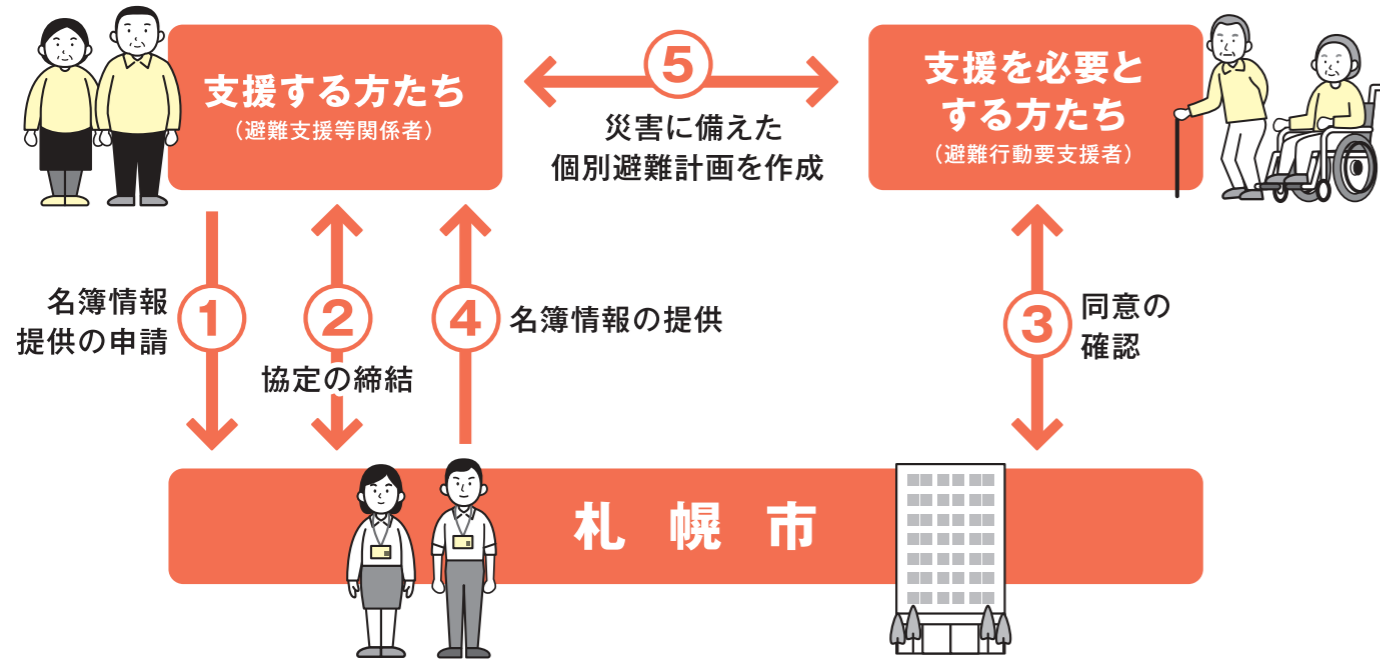 支援する方たち
（避難支援等関係者）
5
災害に備えた
個別避難計画を作成
支援を必要と
する方たち
（避難行動要支援者）
名簿情報
提供の申請
1
2
協定の締結
4
名簿情報の提供
3
同意の
確認
札幌市